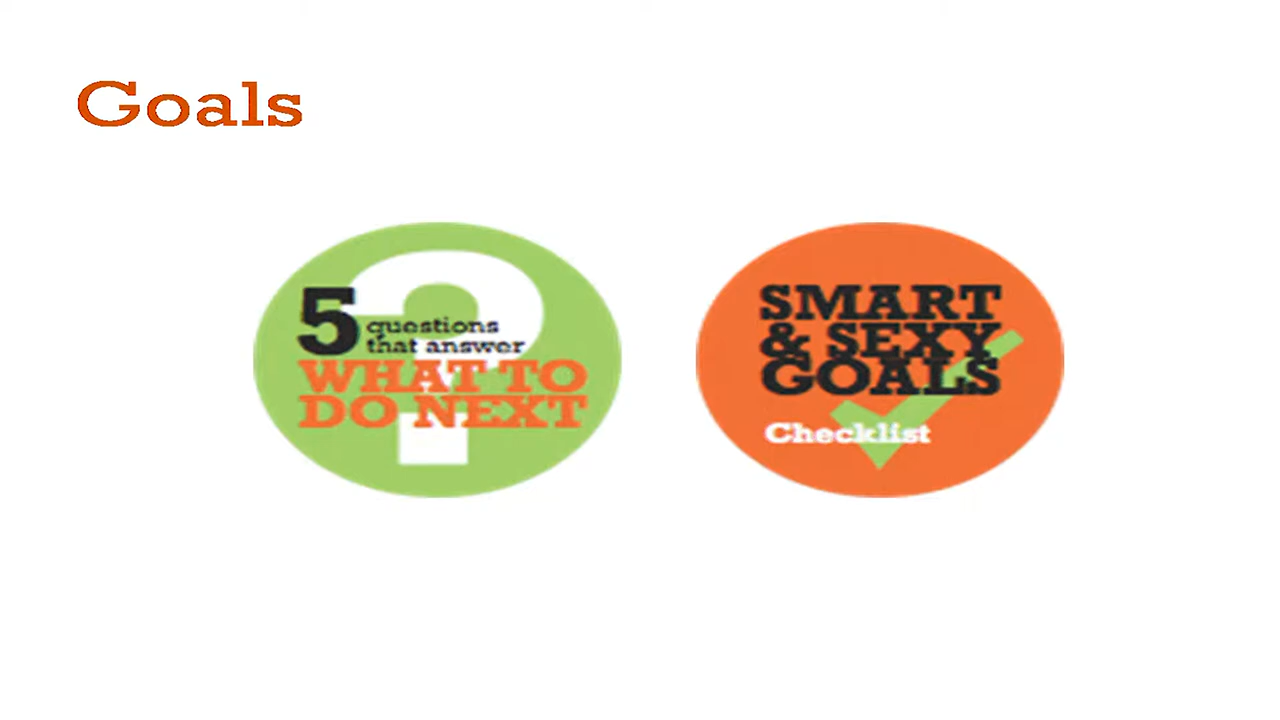 Goals
5 questions
that answer
WHAT TO
DO NEXT
SMART
& SEXY
GOALS
Checklist